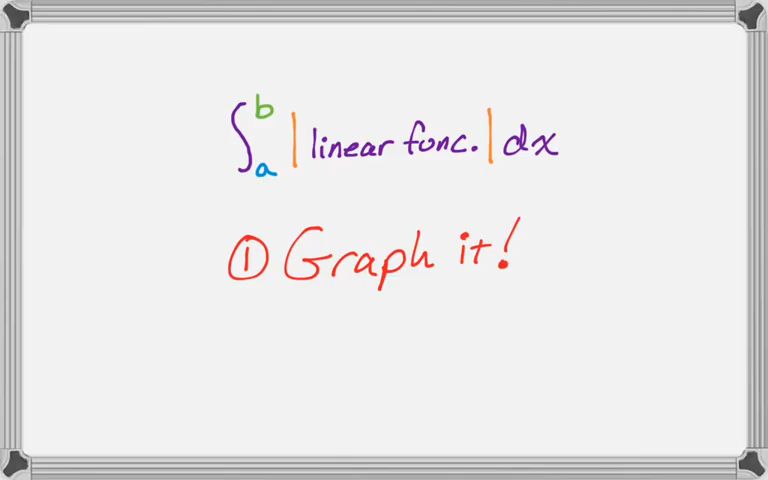 ∫ₐᵇ | linear func. | dx
① Graph it!